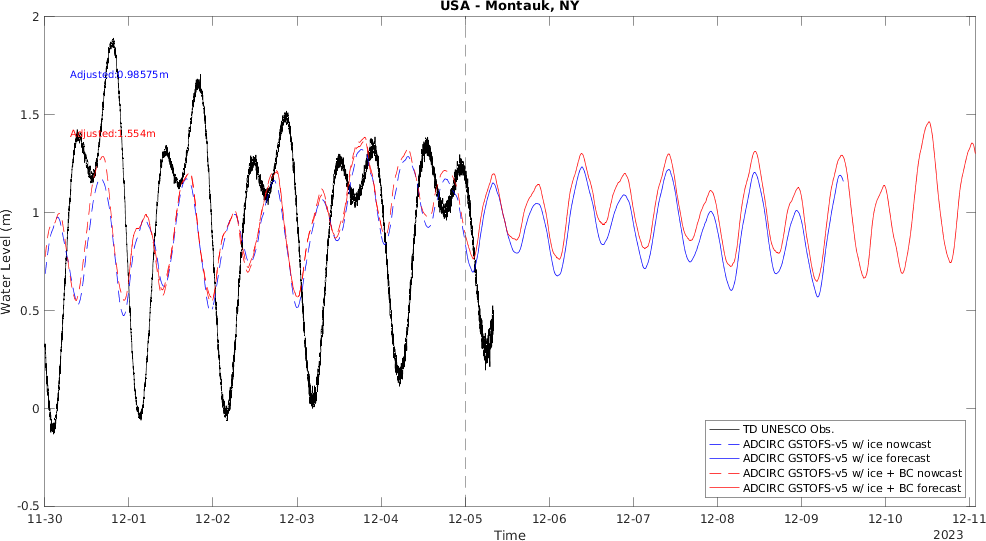 USA - Montauk, NY
2
1.5
1
0.5
0
-0.5
Water Level (m)
Adjusted:0.98575m
Adjusted:1.554m
TD UNESCO Obs.
ADCIRC GSTOFS-v5 w/ ice nowcast
ADCIRC GSTOFS-v5 w/ ice forecast
ADCIRC GSTOFS-v5 w/ ice + BC nowcast
ADCIRC GSTOFS-v5 w/ ice + BC forecast
11-30 12-01 12-02 12-03 12-04 12-05 12-06 12-07 12-08 12-09 12-10 12-11
Time
2023